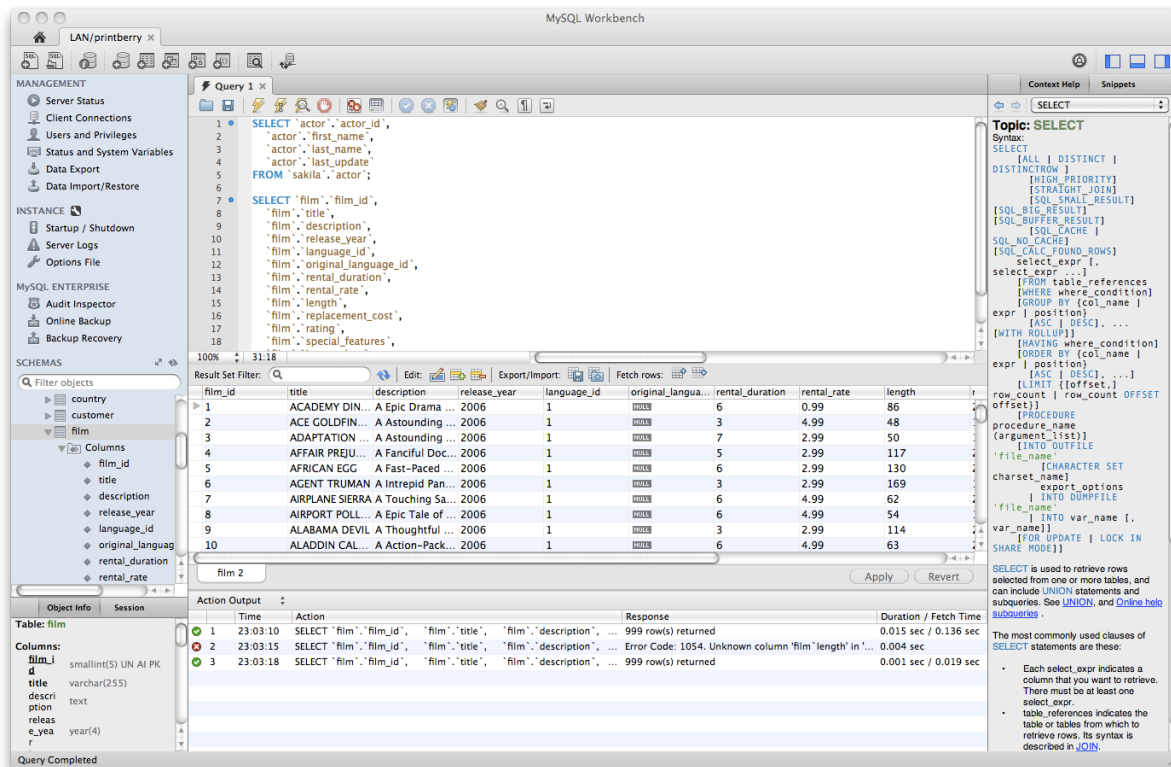 MySQL Workbench
LAN/printberry
MANAGEMENT
Server Status
Client Connections
Users and Privileges
Status and System Variables
Data Export
Data Import/Restore
INSTANCE
Startup / Shutdown
Server Logs
Options File
MySQL ENTERPRISE
Audit Inspector
Online Backup
Backup Recovery
SCHEMAS
Filter objects
country
customer
film
Columns
film_id
title
description
release_year
language_id
original_languag
rental_duration
rental_rate
Object Info Session
Table: film
Columns:
film_i
d smallint(5) UN AI PK
title varchar(255)
descri
ption text
releas
e_yea
r year(4)
Query Completed
Query 1
1 SELECT `actor`.`actor_id`,
2 `actor`.`first_name`,
3 `actor`.`last_name`,
4 `actor`.`last_update`
5 FROM `sakila`.`actor`;
6
7 SELECT `film`.`film_id`,
8 `film`.`title`,
9 `film`.`description`,
10 `film`.`release_year`,
11 `film`.`language_id`,
12 `film`.`original_language_id`,
13 `film`.`rental_duration`,
14 `film`.`rental_rate`,
15 `film`.`length`,
16 `film`.`replacement_cost`,
17 `film`.`rating`,
18 `film`.`special_features`,
100% 31:18
Result Set Filter: Edit: Export/Import: Fetch rows:
film_id title description release_year language_id original_langua... rental_duration rental_rate length
1 ACADEMY DIN... A Epic Drama ... 2006 1 NULL 6 0.99 86
2 ACE GOLDFIN... A Astounding ... 2006 1 NULL 3 4.99 48
3 ADAPTATION ... A Astounding ... 2006 1 NULL 7 2.99 50
4 AFFAIR PREJU... A Fanciful Doc... 2006 1 NULL 5 2.99 117
5 AFRICAN EGG A Fast-Paced ... 2006 1 NULL 6 2.99 130
6 AGENT TRUMAN A Intrepid Pan... 2006 1 NULL 3 2.99 169
7 AIRPLANE SIERRA A Touching Sa... 2006 1 NULL 6 4.99 62
8 AIRPORT POLL... A Epic Tale of ... 2006 1 NULL 6 4.99 54
9 ALABAMA DEVIL A Thoughtful ... 2006 1 NULL 3 2.99 114
10 ALADDIN CAL... A Action-Pack... 2006 1 NULL 6 4.99 63
film 2
Apply Revert
Action Output
Time Action Response Duration / Fetch Time
1 23:03:10 SELECT `film`.`film_id`, `film`.`title`, `film`.`description`, ... 999 row(s) returned 0.015 sec / 0.136 sec
2 23:03:15 SELECT `film`.`film_id`, `film`.`title`, `film`.`description`, ... Error Code: 1054. Unknown column 'film`length' in '... 0.004 sec
3 23:03:18 SELECT `film`.`film_id`, `film`.`title`, `film`.`description`, ... 999 row(s) returned 0.001 sec / 0.019 sec
Context Help Snippets
SELECT
Topic: SELECT
Syntax:
SELECT
[ALL | DISTINCT |
DISTINCTROW ]
[HIGH_PRIORITY]
[STRAIGHT_JOIN]
[SQL_SMALL_RESULT]
[SQL_BIG_RESULT]
[SQL_BUFFER_RESULT]
[SQL_CACHE |
SQL_NO_CACHE]
[SQL_CALC_FOUND_ROWS]
select_expr [,
select_expr ...]
[FROM table_references
[WHERE where_condition]
[GROUP BY {col_name |
expr | position}
[ASC | DESC], ...
[WITH ROLLUP]]
[HAVING where_condition]
[ORDER BY {col_name |
expr | position}
[ASC | DESC], ...]
[LIMIT {[offset,]
row_count | row_count OFFSET
offset}]
[PROCEDURE
procedure_name
(argument_list)]
[INTO OUTFILE
'file_name'
[CHARACTER SET
charset_name]
export_options
| INTO DUMPFILE
'file_name'
| INTO var_name [,
var_name]]
[FOR UPDATE | LOCK IN
SHARE MODE]]
SELECT is used to retrieve rows
selected from one or more tables, and
can include UNION statements and
subqueries. See UNION, and Online help
subqueries .
The most commonly used clauses of
SELECT statements are these:
• Each select_expr indicates a
column that you want to retrieve.
There must be at least one
select_expr.
• table_references indicates the
table or tables from which to
retrieve rows. Its syntax is
described in JOIN.